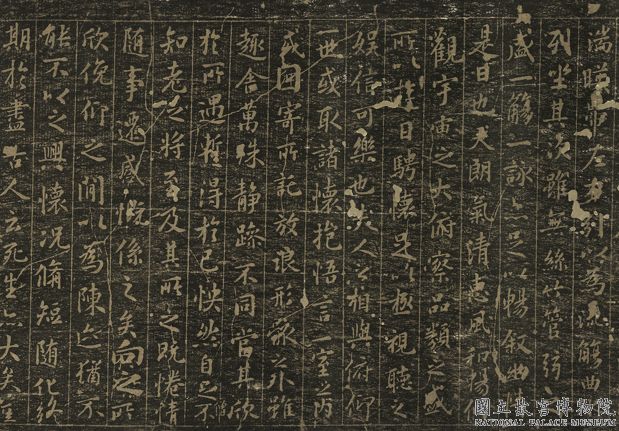 湍暎帶左右引以為流觴曲
列坐其次雖無絲竹管絃之
盛一觴一詠亦足以暢叙幽情
是日也天朗氣清惠風和暢
觀宇宙之大俯察品類之盛
所以遊目騁懷足以極視聽之
娛信可樂也夫人之相與俯仰
一世或取諸懷抱悟言一室之內
或因寄所託放浪形骸之外雖
趣舍萬殊静躁不同當其欣
於所遇蹔得於己怏然自足不
知老之將至及其所之既惓情
隨事遷感慨係之矣向之所
欣俛仰之閒以為陳迹猶不
能不以之興懷況脩短隨化終
期於盡古人云死生亦大矣豈
國立故宮博物院
NATIONAL PALACE MUSEUM